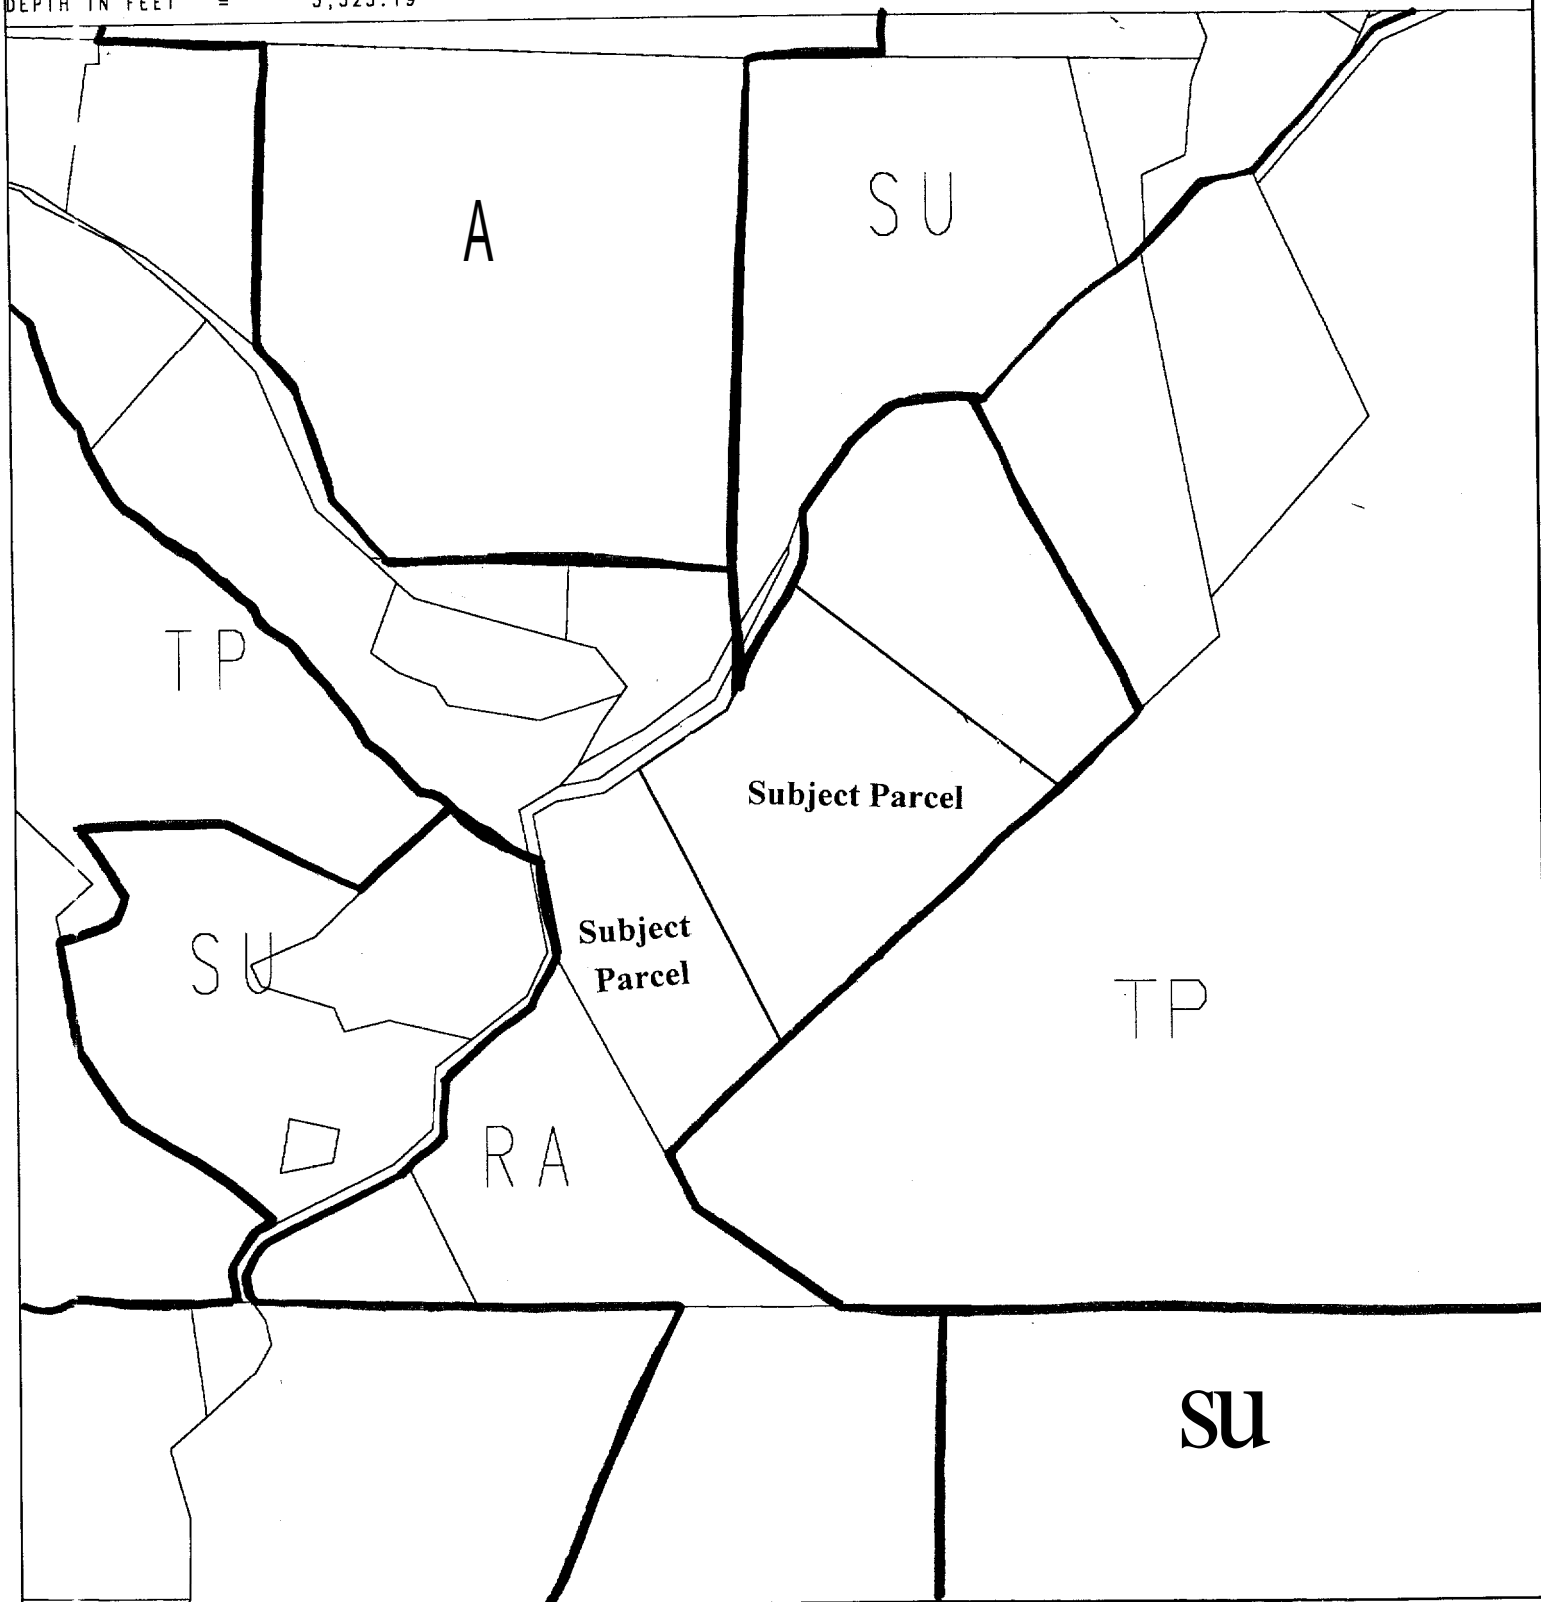 DEPTH IN FEET =
A
SU
TP
Subject Parcel
SU
Subject
Parcel
TP
RA
su